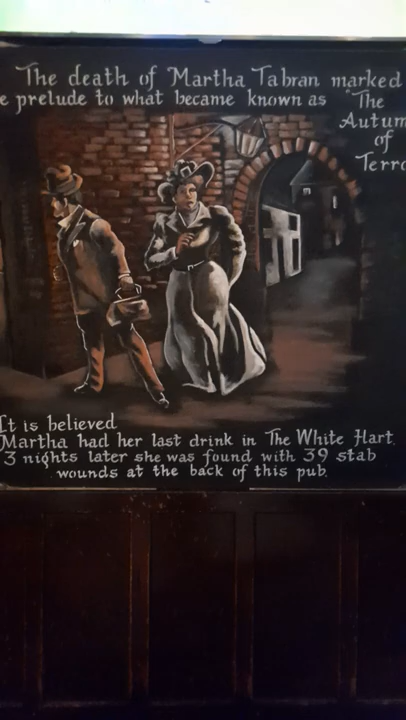 The death of Martha Tabran marked
e prelude to what became known as "The
Autum
of
Terro
It is believed
Martha had her last drink in The White Hart.
3 nights later she was found with 39 stab
wounds at the back of this pub.